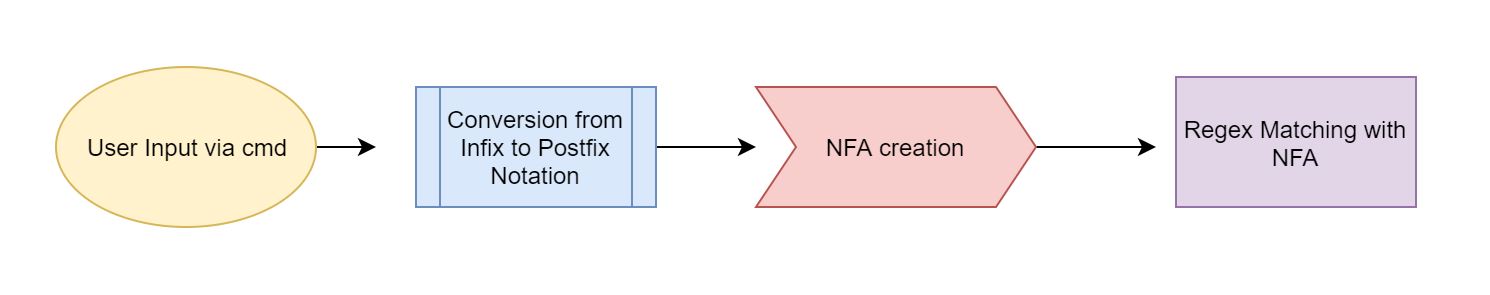 User Input via cmd
Conversion from
Infix to Postfix
Notation
NFA creation
Regex Matching with
NFA